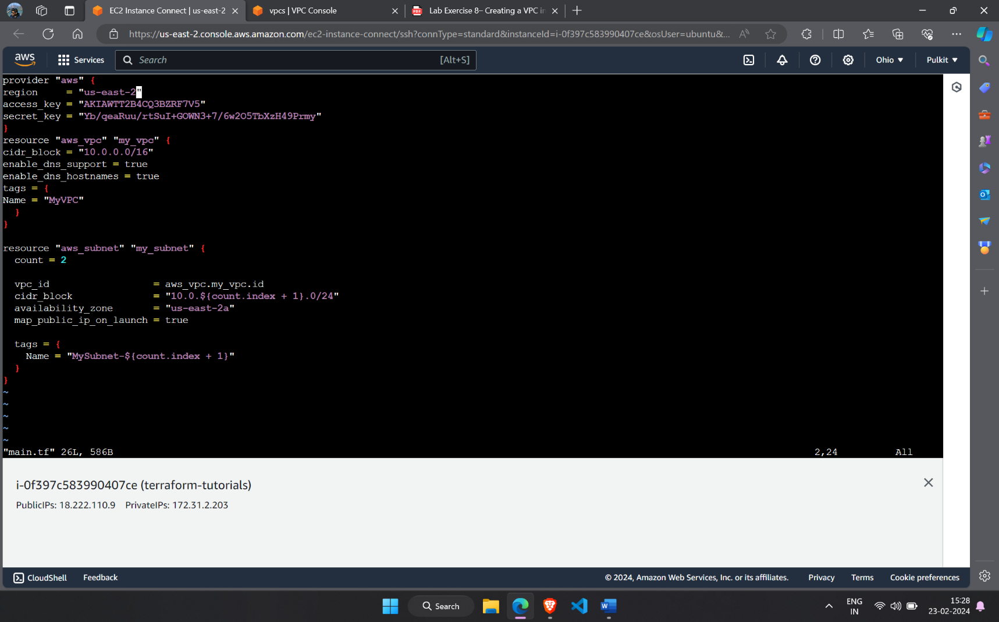 EC2 Instance Connect | us-east-2
vpcs | VPC Console
Lab Exercise 8– Creating a VPC in
https://us-east-2.console.aws.amazon.com/ec2-instance-connect/ssh?connType=standard&instanceId=i-0f397c583990407ce&osUser=ubuntu&...
aws Services Search [Alt+S] Ohio Pulkit
provider "aws" {
region = "us-east-2"
access_key = "AKIAWTT2B4CQ3BZRF7V5"
secret_key = "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"
}
resource "aws_vpc" "my_vpc" {
cidr_block = "10.0.0.0/16"
enable_dns_support = true
enable_dns_hostnames = true
tags = {
Name = "MyVPC"
}
}
resource "aws_subnet" "my_subnet" {
count = 2
vpc_id = aws_vpc.my_vpc.id
cidr_block = "10.0.${count.index + 1}.0/24"
availability_zone = "us-east-2a"
map_public_ip_on_launch = true
tags = {
Name = "MySubnet-${count.index + 1}"
}
}
~
~
~
~
~
"main.tf" 26L, 586B 2,24 All
i-0f397c583990407ce (terraform-tutorials)
PublicIPs: 18.222.110.9 PrivateIPs: 172.31.2.203
CloudShell Feedback © 2024, Amazon Web Services, Inc. or its affiliates. Privacy Terms Cookie preferences
Search
ENG
IN
15:28
23-02-2024